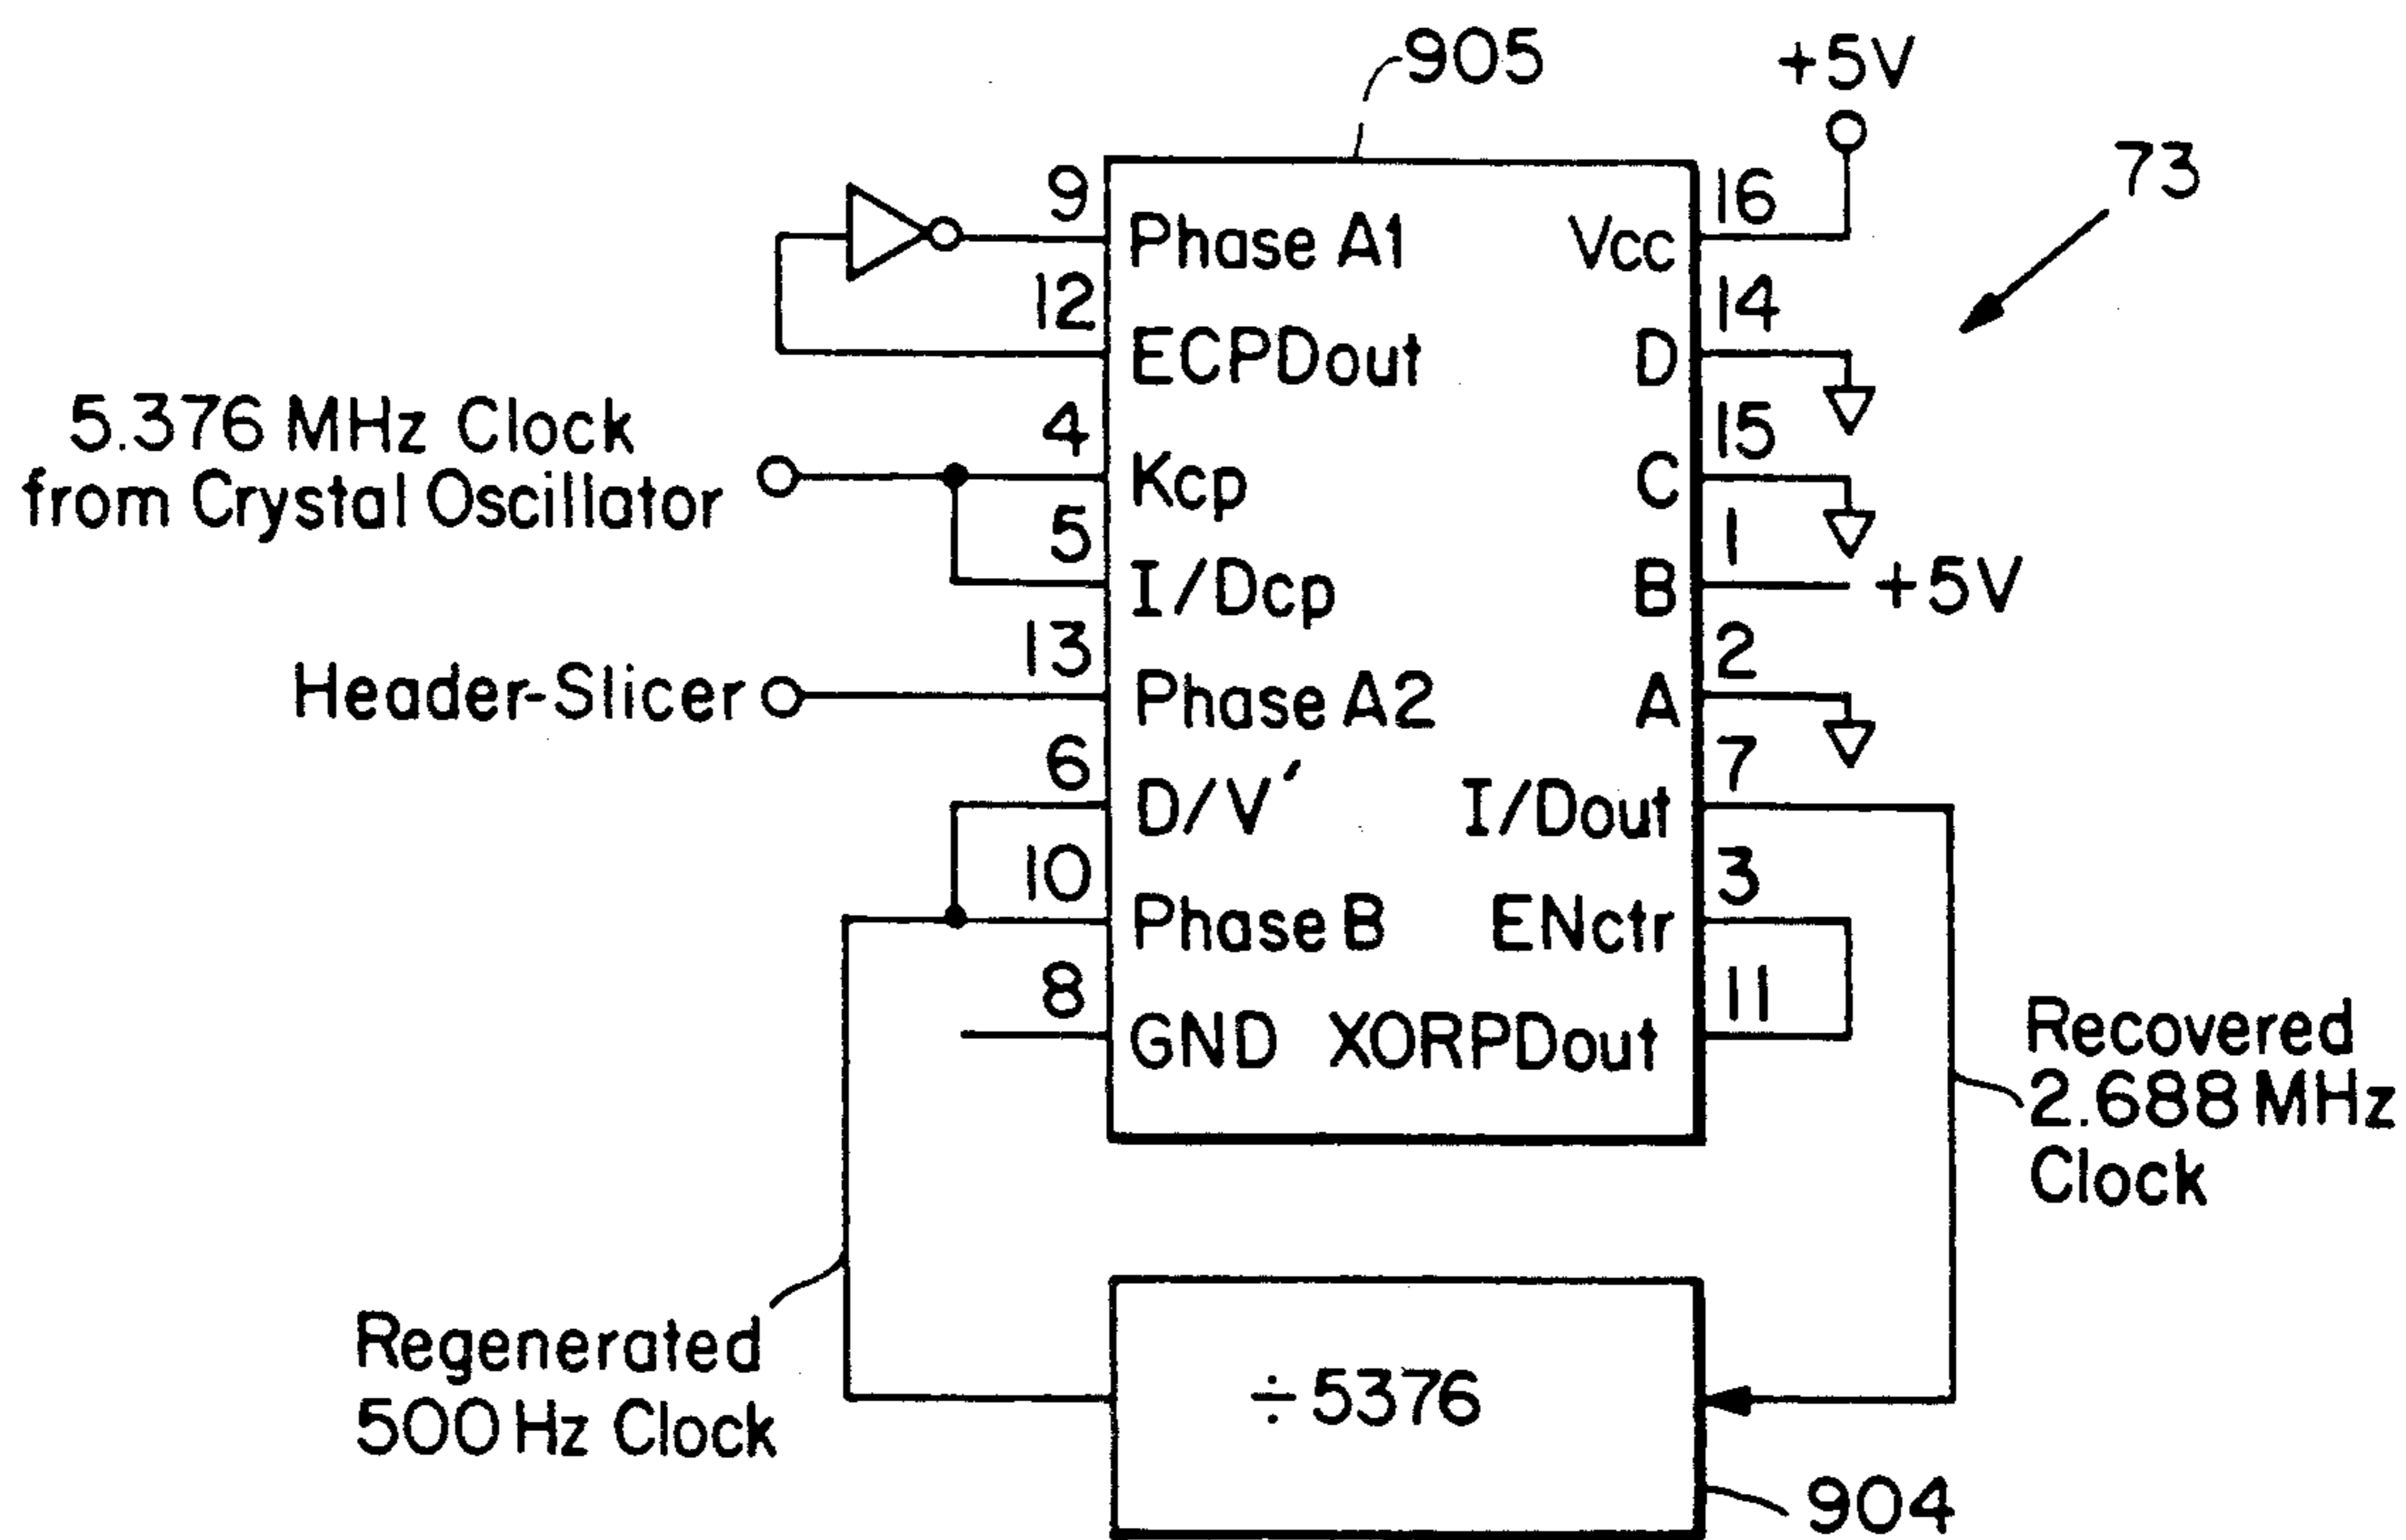 905
+5V
73
9
Phase A1
Vcc
16
12
ECPDout
D
14
5.376 MHz Clock
from Crystal Oscillator
4
Kcp
C
15
5
I/Dcp
B
1
+5V
Header-Slicer
13
Phase A2
A
2
6
D/V'
I/Dout
7
10
Phase B
ENctr
3
8
GND
XORPDout
11
Recovered
2.688 MHz
Clock
Regenerated
500 Hz Clock
÷5376
904